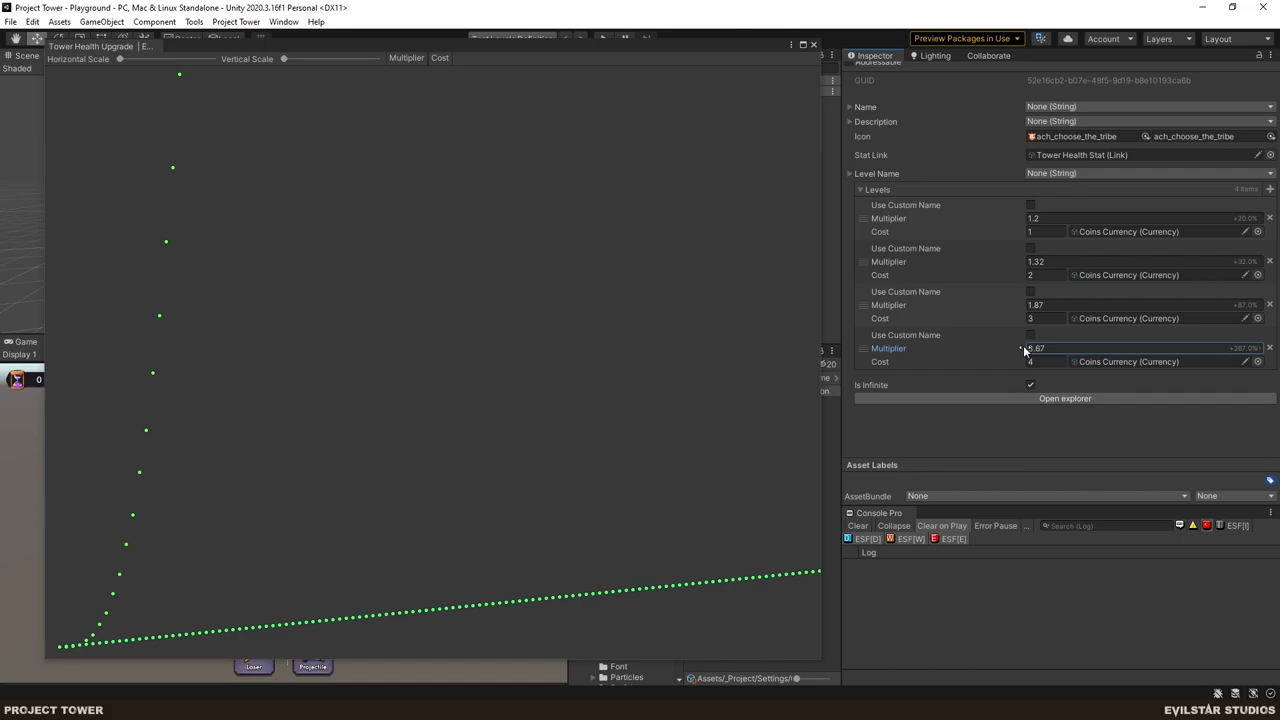 Project Tower - Playground - PC, Mac & Linux Standalone - Unity 2020.3.16f1 Personal <DX11>
File Edit Assets GameObject Component Tools Project Tower Window Help
Preview Packages in Use Account Layers Layout
Tower Health Upgrade | E...
Horizontal Scale Vertical Scale Multiplier Cost
Scene
Shaded
Game
Display 1
0
Laser Projectile
20
Font
Particles
Assets/_Project/Settings/
Inspector Lighting Collaborate
Addressable
GUID 52e16cb2-b07e-48f5-9d19-b8e10193ca6b
Name None (String)
Description None (String)
Icon ach_choose_the_tribe ach_choose_the_tribe
Stat Link Tower Health Stat (Link)
Level Name None (String)
Levels 4 items
Use Custom Name
Multiplier 1.2 +20.0%
Cost 1 Coins Currency (Currency)
Use Custom Name
Multiplier 1.32 +32.0%
Cost 2 Coins Currency (Currency)
Use Custom Name
Multiplier 1.87 +87.0%
Cost 3 Coins Currency (Currency)
Use Custom Name
Multiplier +267.0%
Cost 4 Coins Currency (Currency)
Is Infinite
Open explorer
Asset Labels
AssetBundle None None
Console Pro
Clear Collapse Clear on Play Error Pause ... Search (Log) ESF[I]
ESF[D] ESF[W] ESF[E]
Log
PROJECT TOWER
EVILSTAR STUDIOS